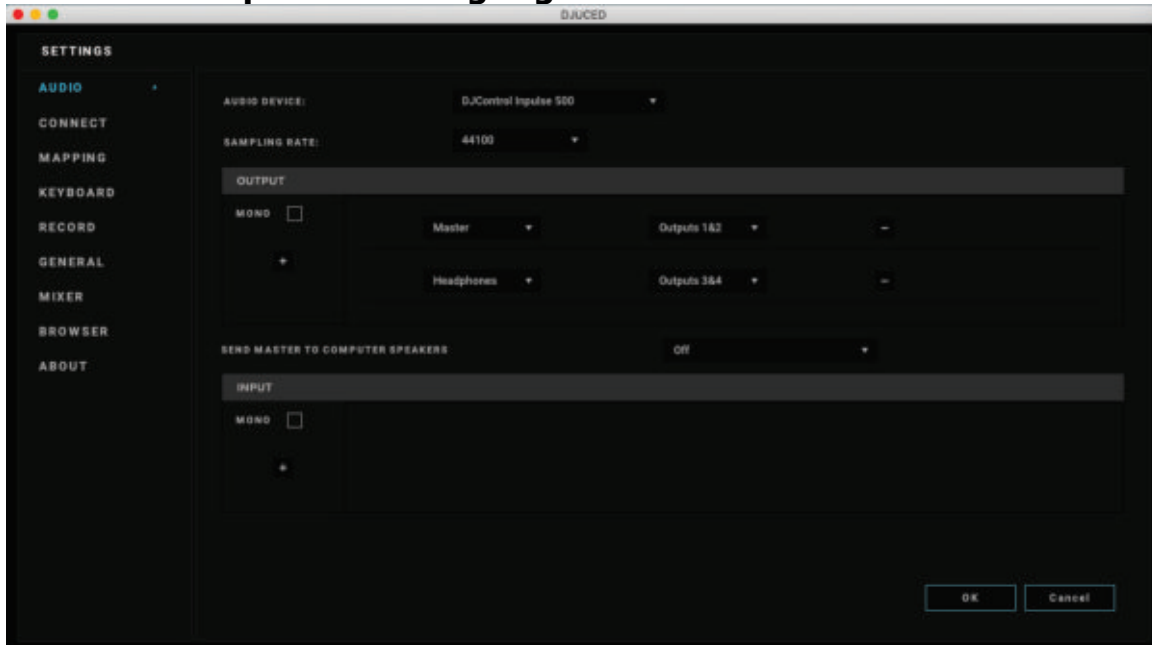 DJUCED
SETTINGS
AUDIO
CONNECT
MAPPING
KEYBOARD
RECORD
GENERAL
MIXER
BROWSER
ABOUT
AUDIO DEVICE: DJControl Inpulse 500
SAMPLING RATE: 44100
OUTPUT
MONO
+
Master Outputs 1&2 -
Headphones Outputs 3&4 -
SEND MASTER TO COMPUTER SPEAKERS Off
INPUT
MONO
+
OK Cancel